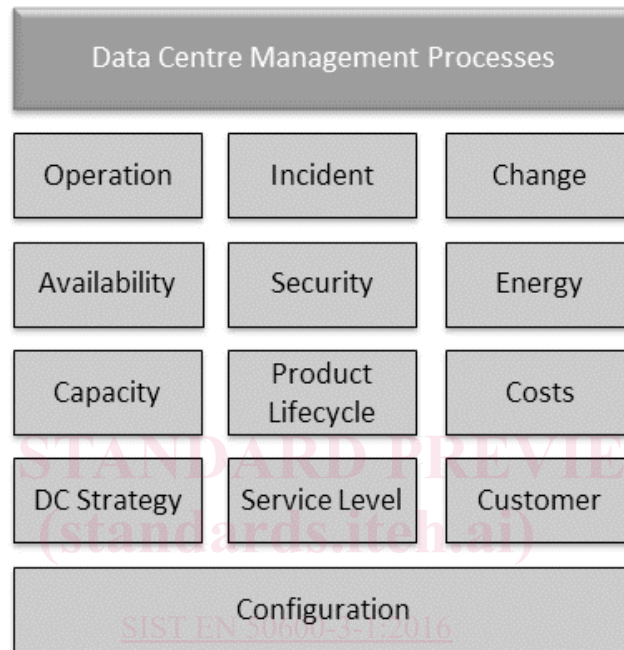 Data Centre Management Processes
Operation
Incident
Change
Availability
Security
Energy
Capacity
Product
Lifecycle
Costs
STANDARD PREVIE
DC Strategy
Service Level
Customer
(standards.iteh.ai)
Configuration
SIST EN 50600-3-1:2016